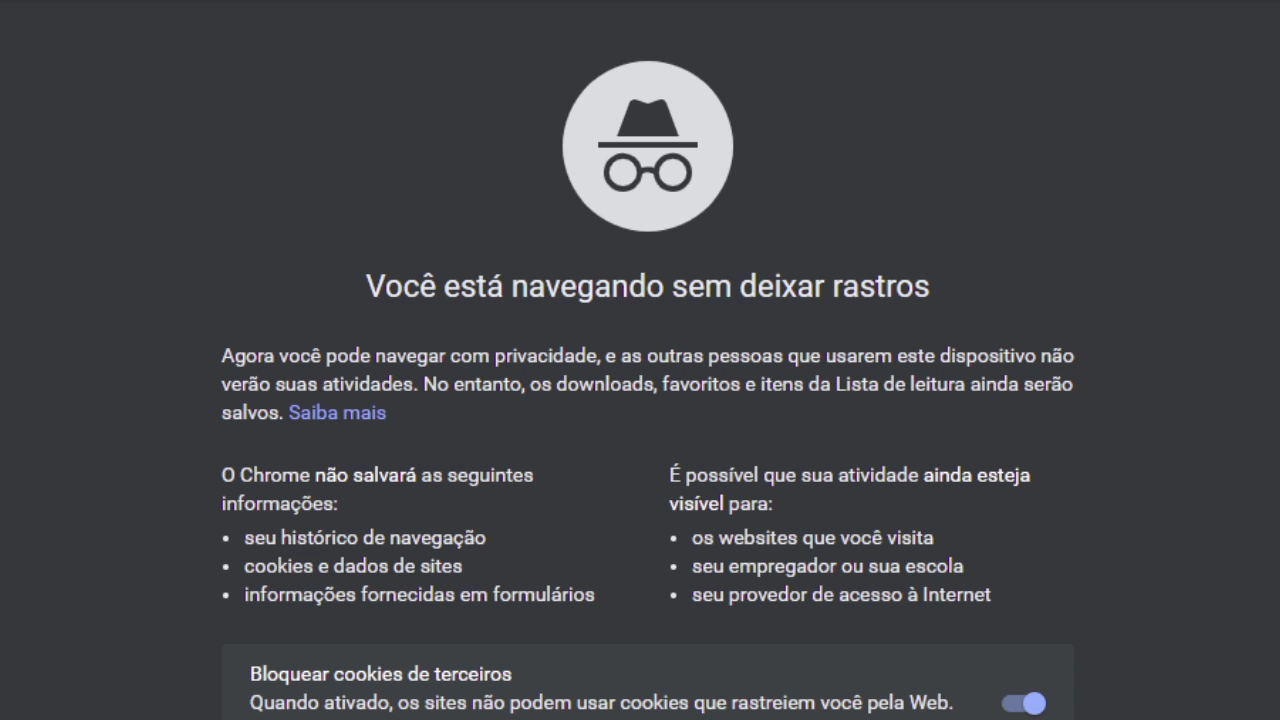 Você está navegando sem deixar rastros
Agora você pode navegar com privacidade, e as outras pessoas que usarem este dispositivo não
verão suas atividades. No entanto, os downloads, favoritos e itens da Lista de leitura ainda serão
salvos. Saiba mais
O Chrome não salvará as seguintes
informações:
• seu histórico de navegação
• cookies e dados de sites
• informações fornecidas em formulários
É possível que sua atividade ainda esteja
visível para:
• os websites que você visita
• seu empregador ou sua escola
• seu provedor de acesso à Internet
Bloquear cookies de terceiros
Quando ativado, os sites não podem usar cookies que rastreiem você pela Web.